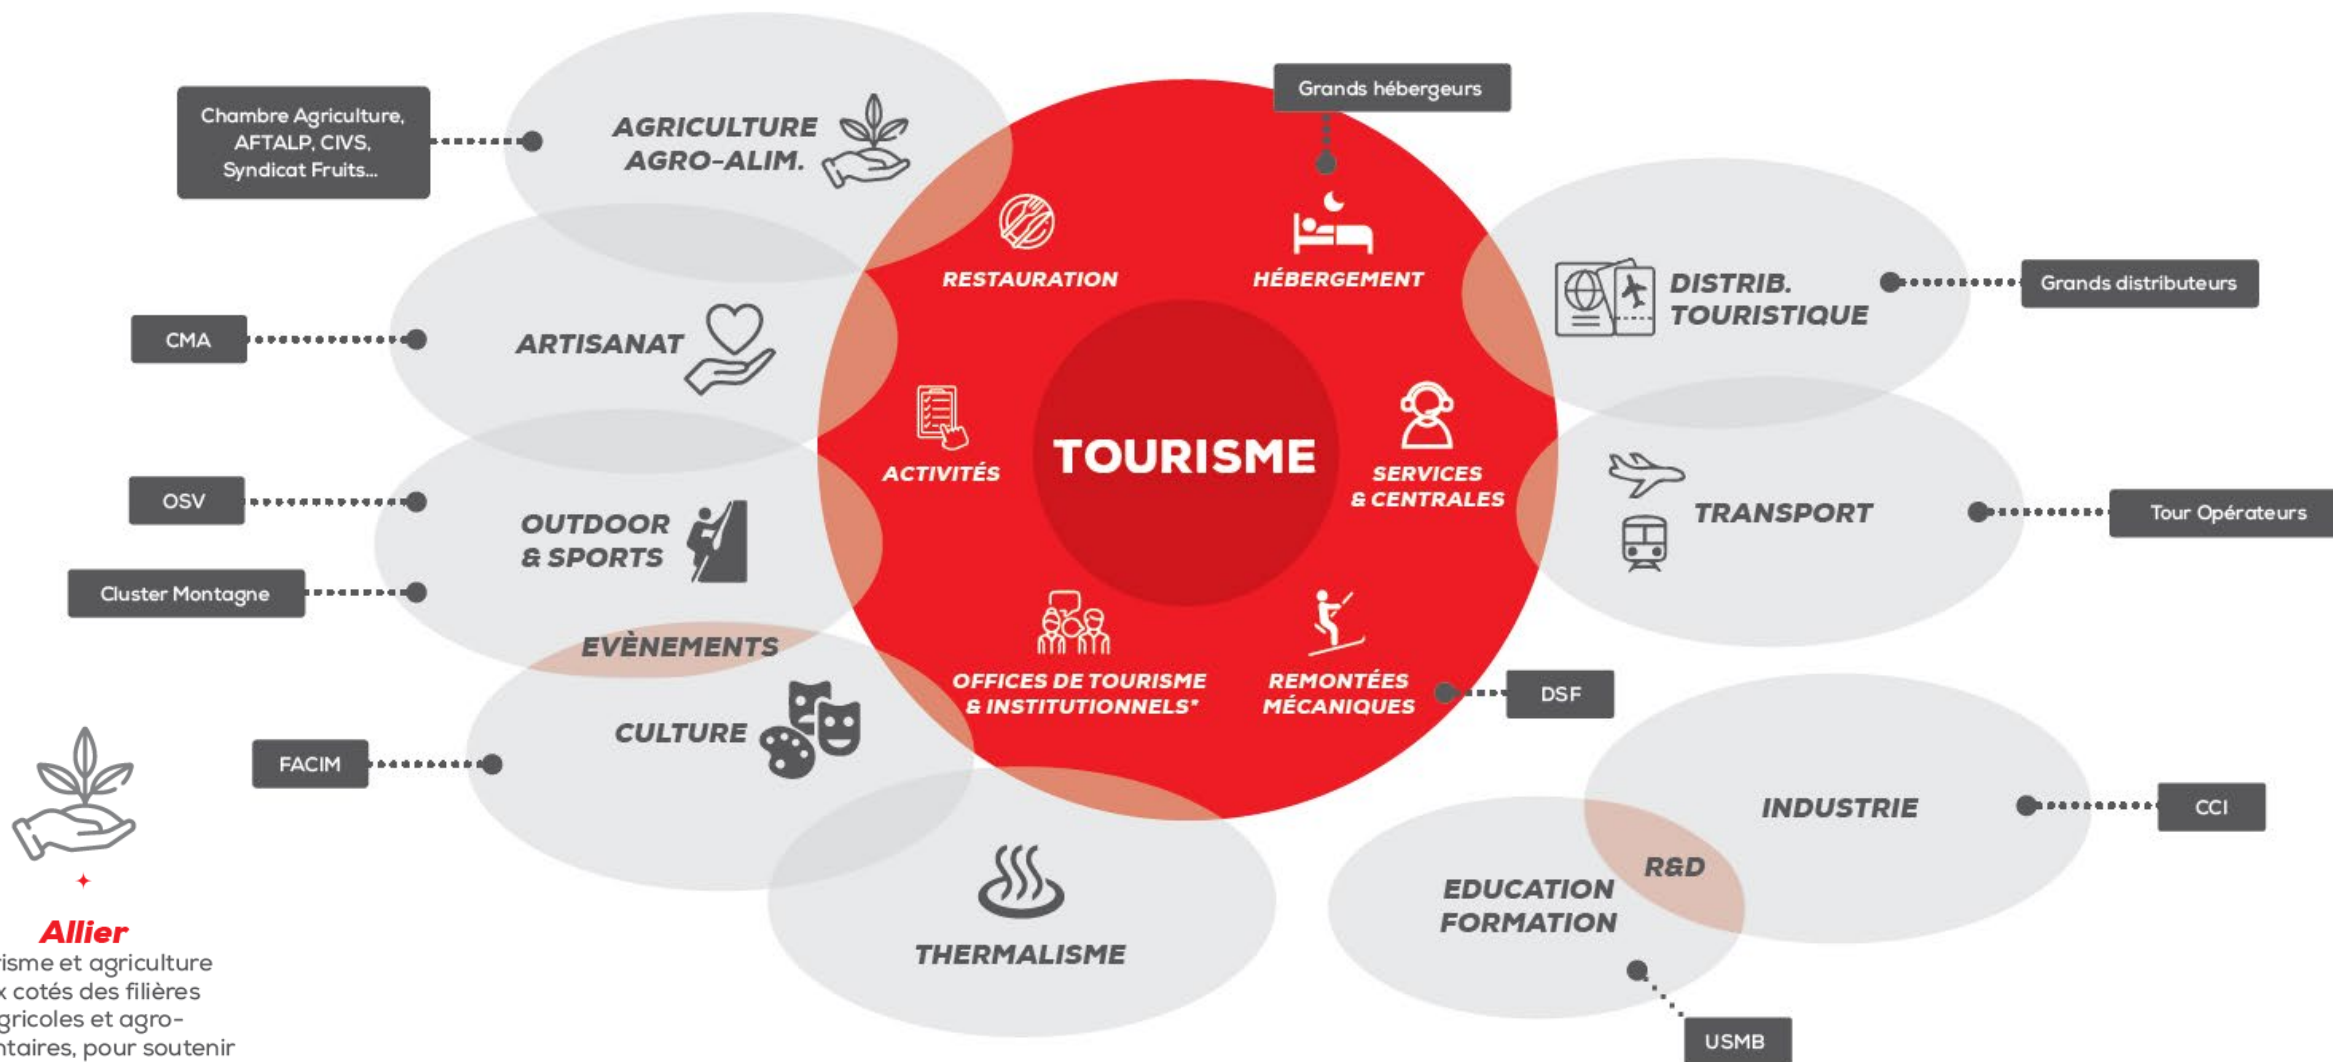 Grands hébergeurs
Chambre Agriculture,
AFTALP, CIVS,
Syndicat Fruits...
AGRICULTURE
AGRO-ALIM.
RESTAURATION
HÉBERGEMENT
DISTRIB.
TOURISTIQUE
Grands distributeurs
CMA
ARTISANAT
ACTIVITÉS
TOURISME
SERVICES
& CENTRALES
OSV
OUTDOOR
& SPORTS
TRANSPORT
Tour Opérateurs
Cluster Montagne
EVÈNEMENTS
OFFICES DE TOURISME
& INSTITUTIONNELS*
REMONTÉES
MÉCANIQUES
DSF
CULTURE
FACIM
INDUSTRIE
CCI
R&D
EDUCATION
FORMATION
THERMALISME
USMB
Allier
et agriculture
cotés des filières
et agro-
pour soutenir